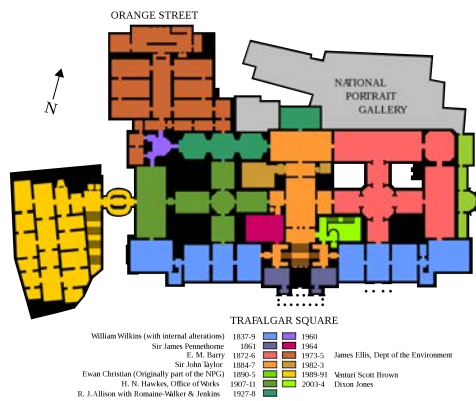 ORANGE STREET
N
NATIONAL
PORTRAIT
GALLERY
TRAFALGAR SQUARE
William Wilkins (with internal alterations) 1837-9 1960
Sir James Pennethorne 1861 1964
E. M. Barry 1872-6 1973-5 James Ellis, Dept of the Environment
Sir John Taylor 1884-7 1982-3
Ewan Christian (Originally part of the NPG) 1890-5 1989-91 Venturi Scott Brown
H. N. Hawkes, Office of Works 1907-11 2003-4 Dixon Jones
R. J. Allison with Romaine-Walker & Jenkins 1927-8